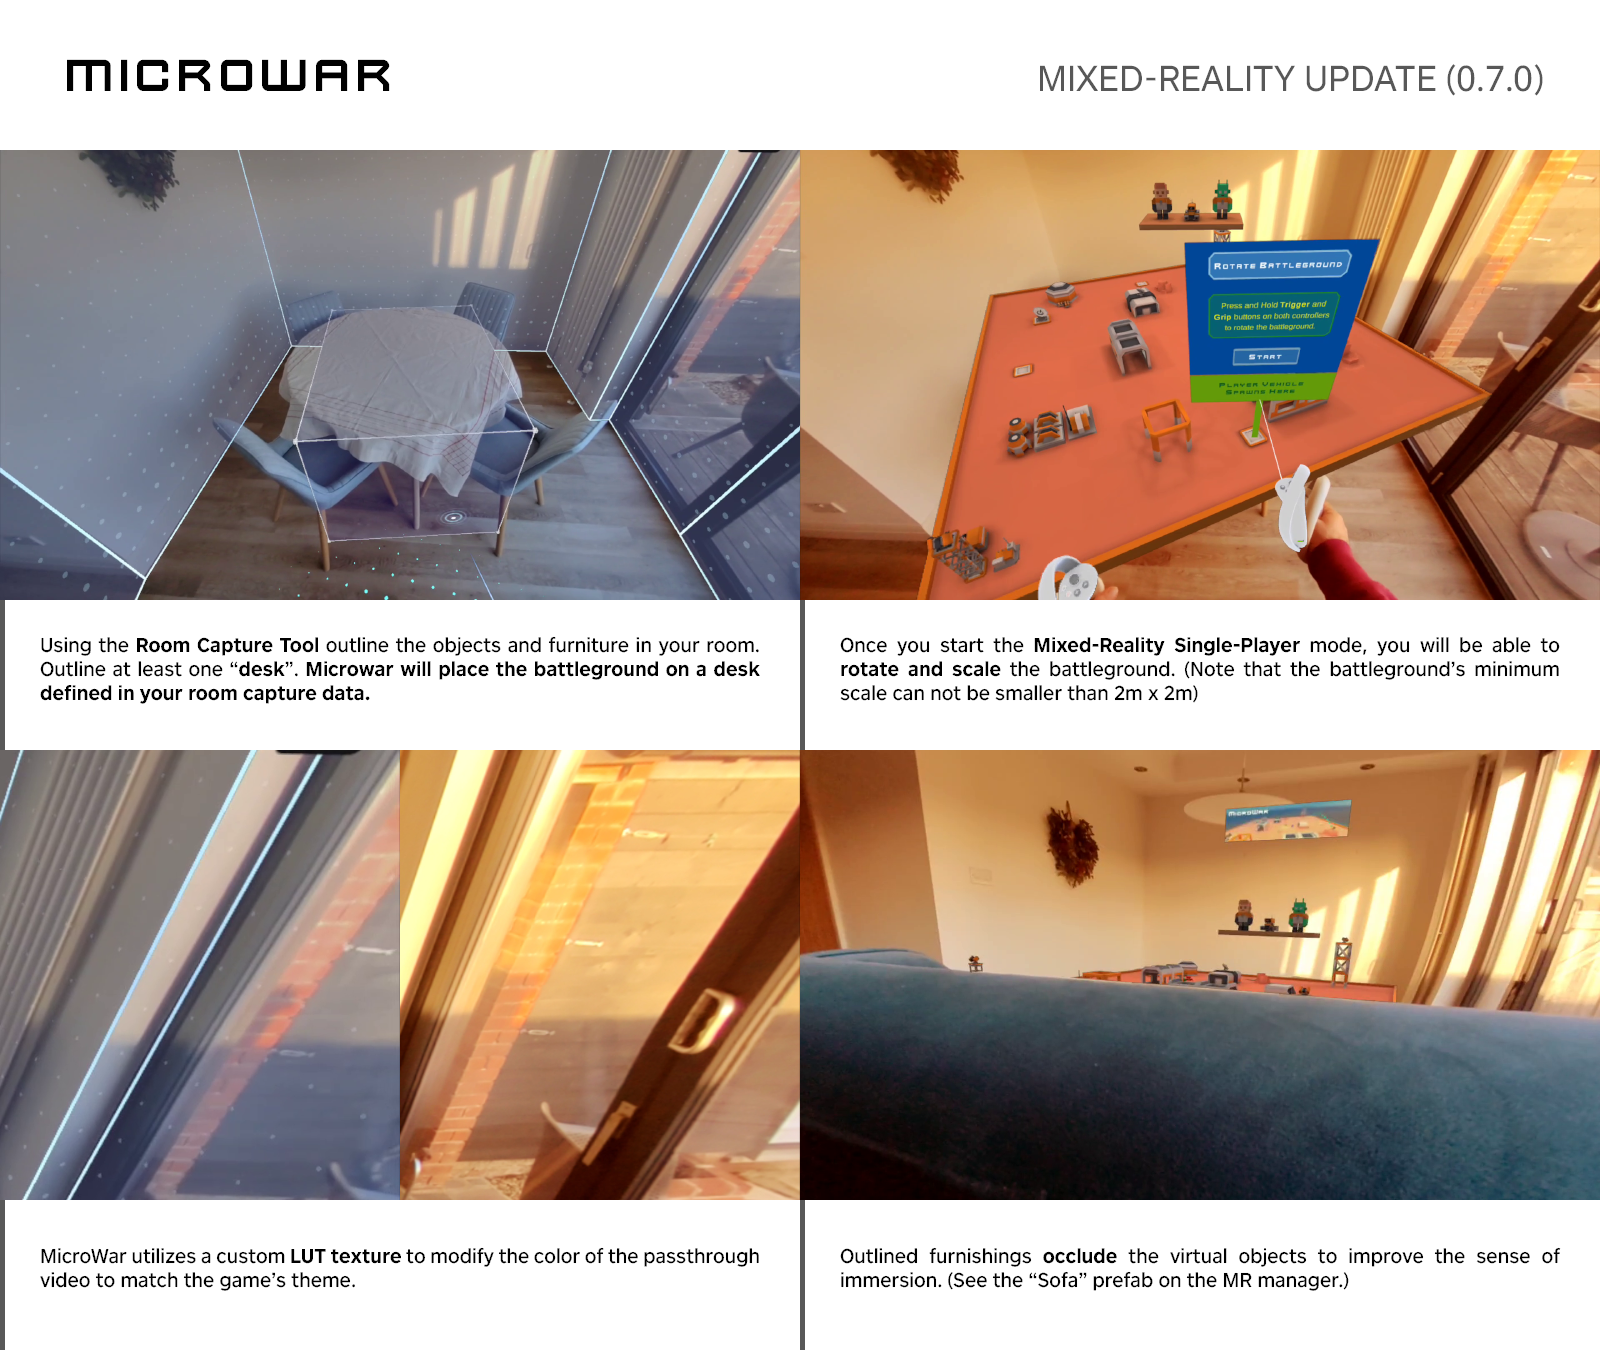 MICROWAR
MIXED-REALITY UPDATE (0.7.0)
ROTATE BATTLEGROUND
Press and Hold Trigger and
Grip buttons on both controllers
to rotate the battleground.
START
PLAYER VEHICLE
SPAWNS HERE
Using the Room Capture Tool outline the objects and furniture in your room.
Outline at least one “desk”. Microwar will place the battleground on a desk
defined in your room capture data.
Once you start the Mixed-Reality Single-Player mode, you will be able to
rotate and scale the battleground. (Note that the battleground’s minimum
scale can not be smaller than 2m x 2m)
MICROWAR
MicroWar utilizes a custom LUT texture to modify the color of the passthrough
video to match the game’s theme.
Outlined furnishings occlude the virtual objects to improve the sense of
immersion. (See the “Sofa” prefab on the MR manager.)